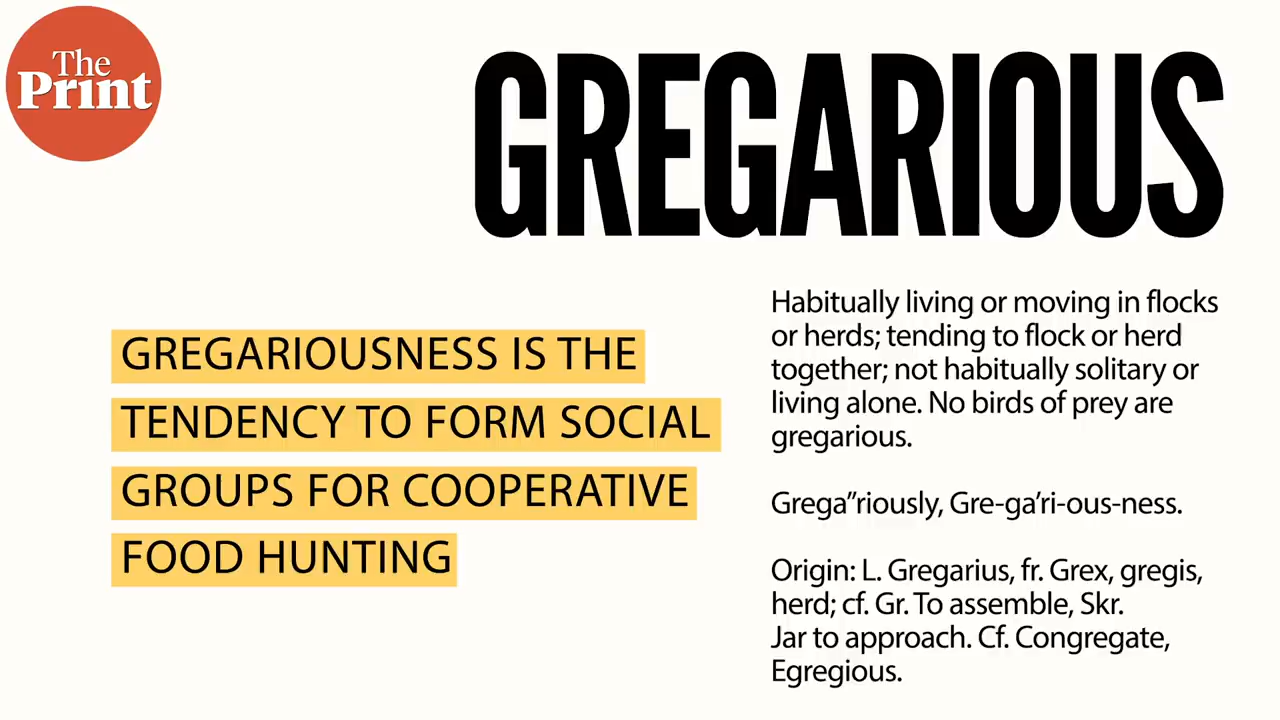 The
Print
GREGARIOUS
GREGARIOUSNESS IS THE
TENDENCY TO FORM SOCIAL
GROUPS FOR COOPERATIVE
FOOD HUNTING
Habitually living or moving in flocks
or herds; tending to flock or herd
together; not habitually solitary or
living alone. No birds of prey are
gregarious.
Grega”riously, Gre-ga’ri-ous-ness.
Origin: L. Gregarius, fr. Grex, gregis,
herd; cf. Gr. To assemble, Skr.
Jar to approach. Cf. Congregate,
Egregious.